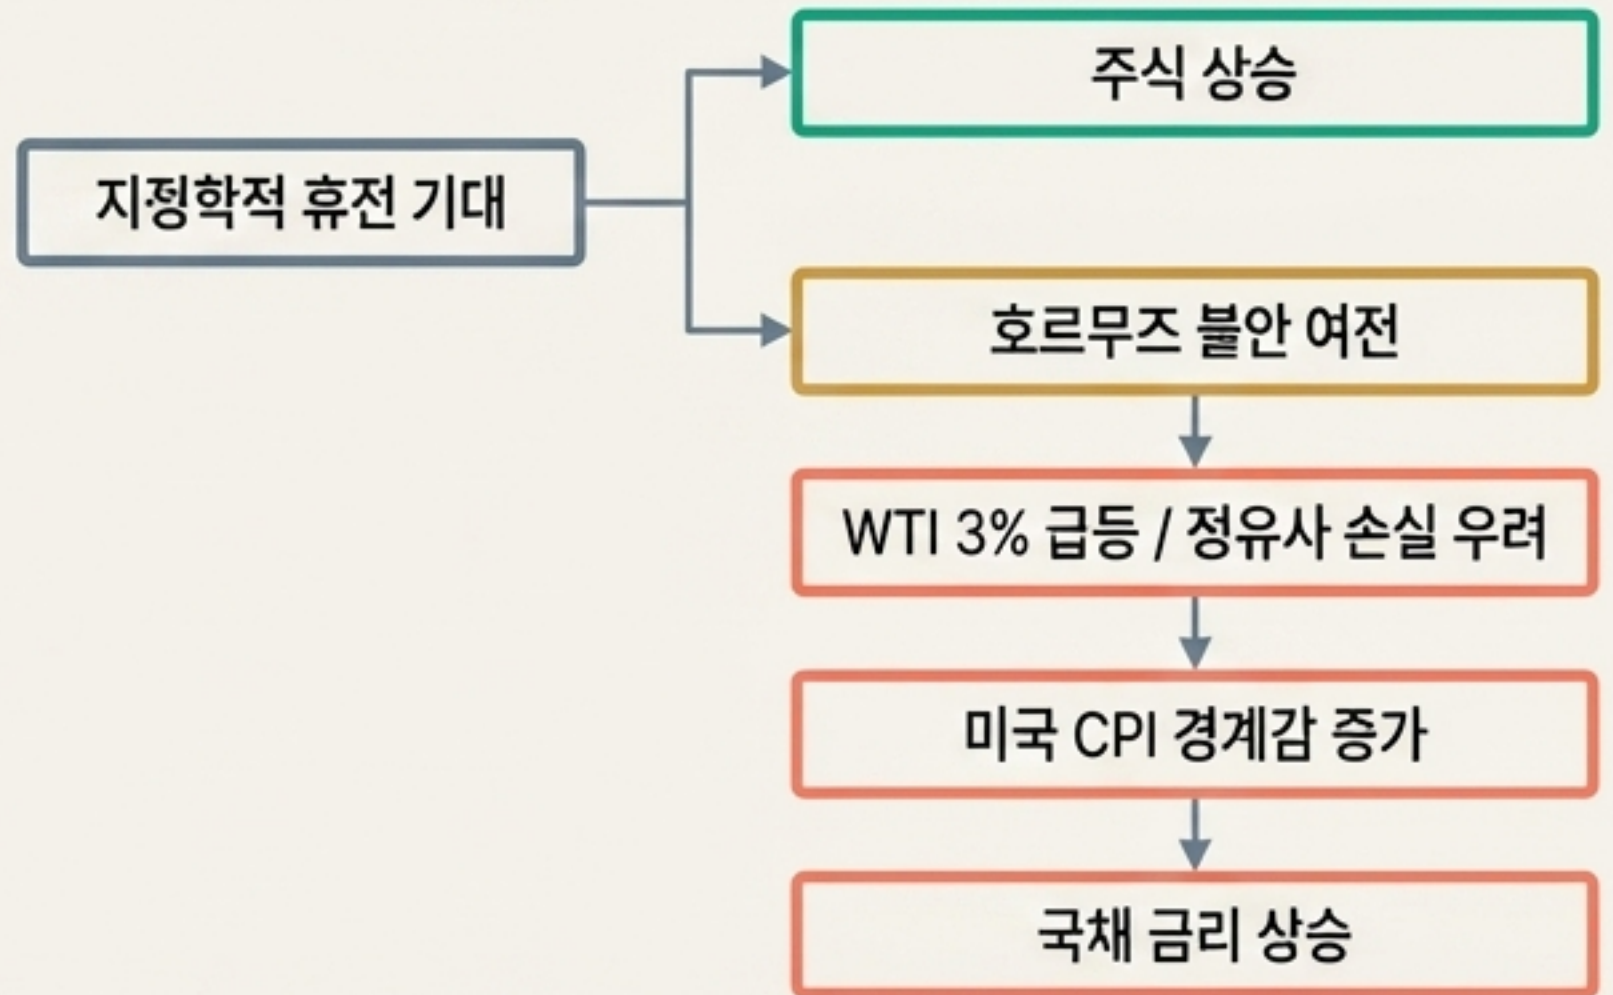 주식 상승
지정학적 휴전 기대
호르무즈 불안 여전
WTI 3% 급등 / 정유사 손실 우려
미국 CPI 경계감 증가
국채 금리 상승